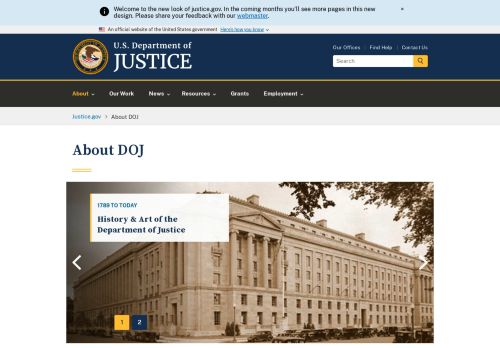 Welcome to the new look of justice.gov. In the coming months you'll see more pages in this new
design. Please share your feedback with our webmaster.
×
An official website of the United States government Here's how you know
U.S. Department of
JUSTICE
Our Offices | Find Help | Contact Us
Search
About Our Work News Resources Grants Employment
Justice.gov > About DOJ
About DOJ
1789 TO TODAY
History & Art of the
Department of Justice
1 2